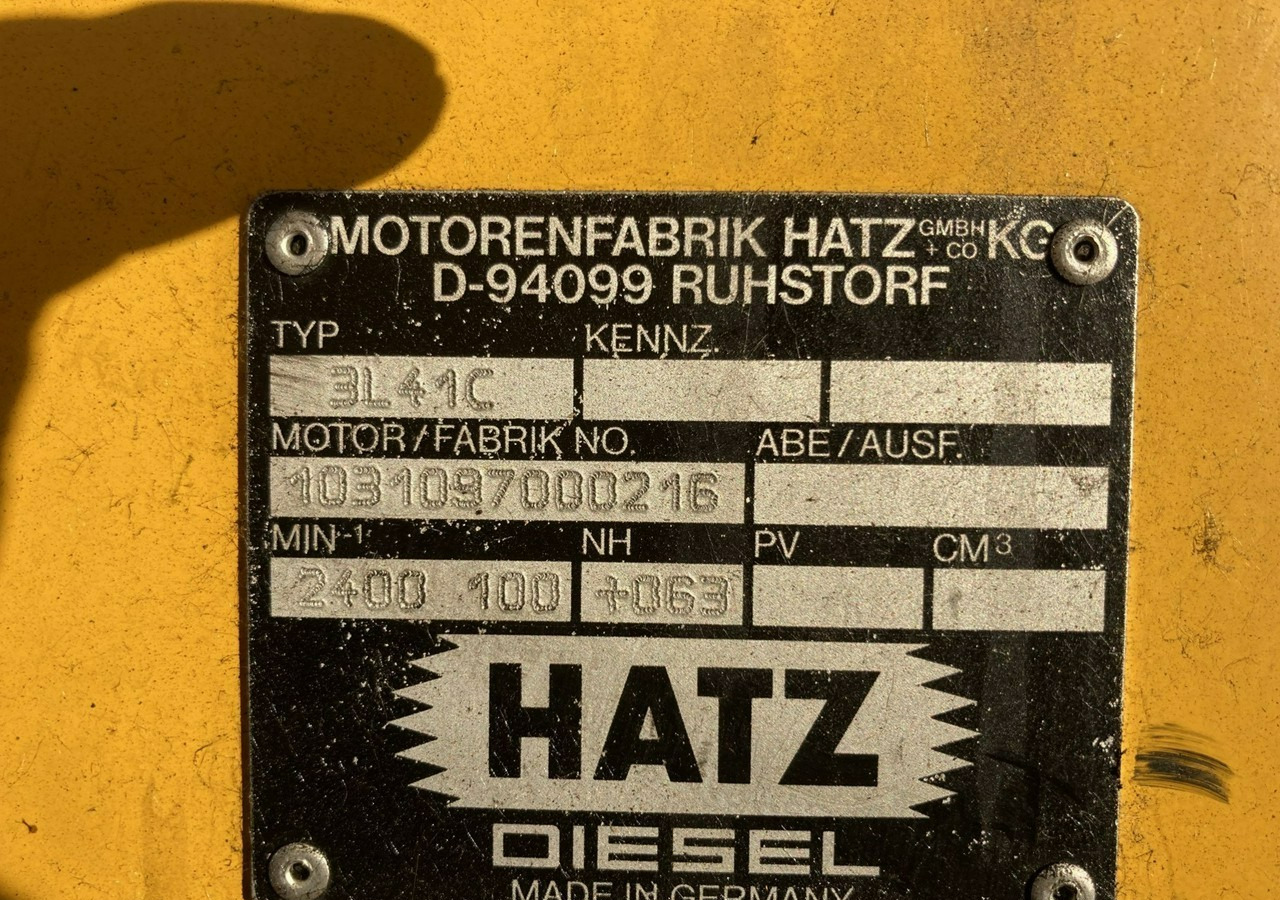 MOTORENFABRIK HATZ GMBH + CO KG
D-94099 RUHSTORF
TYP KENNZ.
3L41C
MOTOR/FABRIK NO. ABE/AUSF.
1031097000216
MIN-1 NH PV CM3
2400 100 +063
HATZ
DIESEL
MADE IN GERMANY